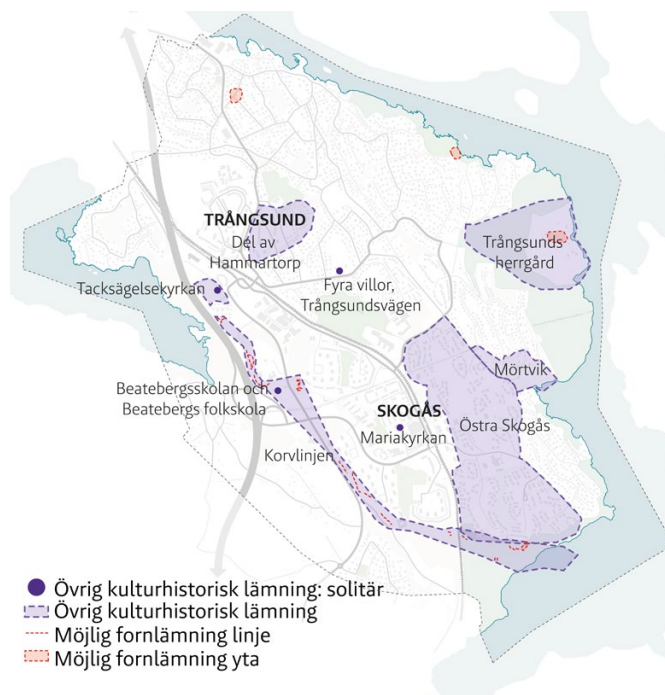 TRÅNGSUND
Del av
Hammartorp
Trångsunds
herrgård
Tacksägelsekyrkan
Fyra villor,
Trångsundsvägen
Mörtvik
Beatebergsskolan och
Beatebergs folkskola
SKOGÅS
Mariakyrkan
Östra Skogås
Korvlinjen
Övrig kulturhistorisk lämning: solitär
Övrig kulturhistorisk lämning
Möjlig fornlämning linje
Möjlig fornlämning yta